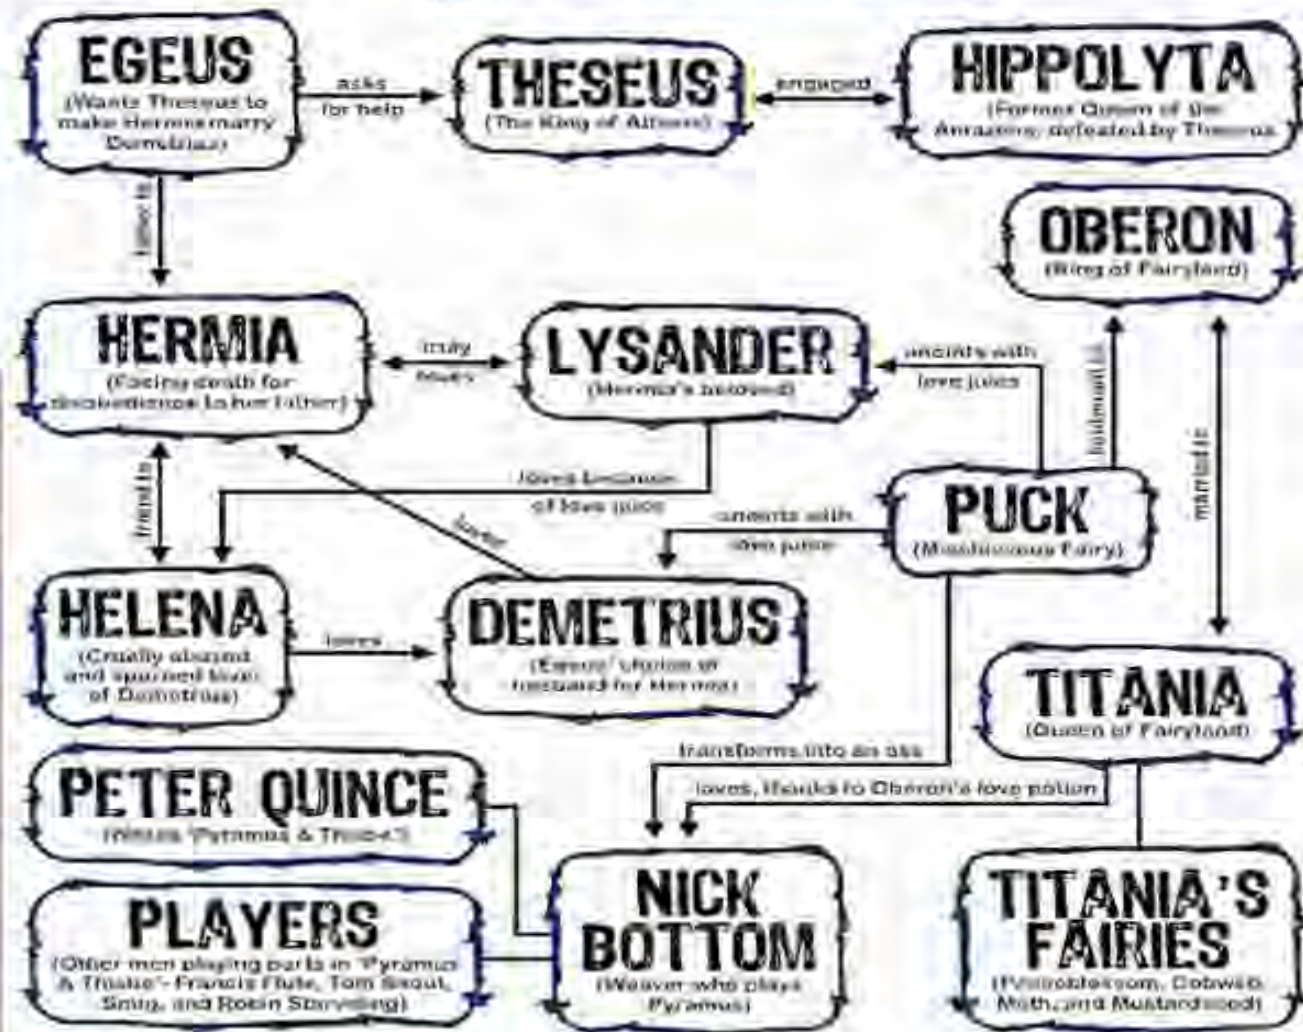 EGEUS
(Wants Theseus to
make Hermia marry
Demetrius)
asks
for help
THESEUS
(The King of Athens)
engaged
HIPPOLYTA
(Former Queen of the
Amazons, defeated by Theseus
father to
OBERON
(King of Fairyland)
HERMIA
(Facing death for
disobedience to her father)
truly
loves
LYSANDER
(Hermia's beloved)
anoints with
love juice
married to
friend to
loves because
of love juice
loves
anoints with
love juice
PUCK
(Mischievous Fairy)
HELENA
(Cruelly abused
and spurned lover
of Demetrius)
loves
DEMETRIUS
(Egeus' choice of
husband for Hermia)
TITANIA
(Queen of Fairyland)
transforms into an ass
loves, thanks to Oberon's love potion
PETER QUINCE
'Pyramus & Thisbe')
PLAYERS
(Other men playing parts in 'Pyramus
& Thisbe'- Francis Flute, Tom Snout,
Snug, and Robin Starveling)
NICK
BOTTOM
(Weaver who plays
Pyramus)
TITANIA'S
FAIRIES
(Peaseblossom, Cobweb,
Moth, and Mustardseed)